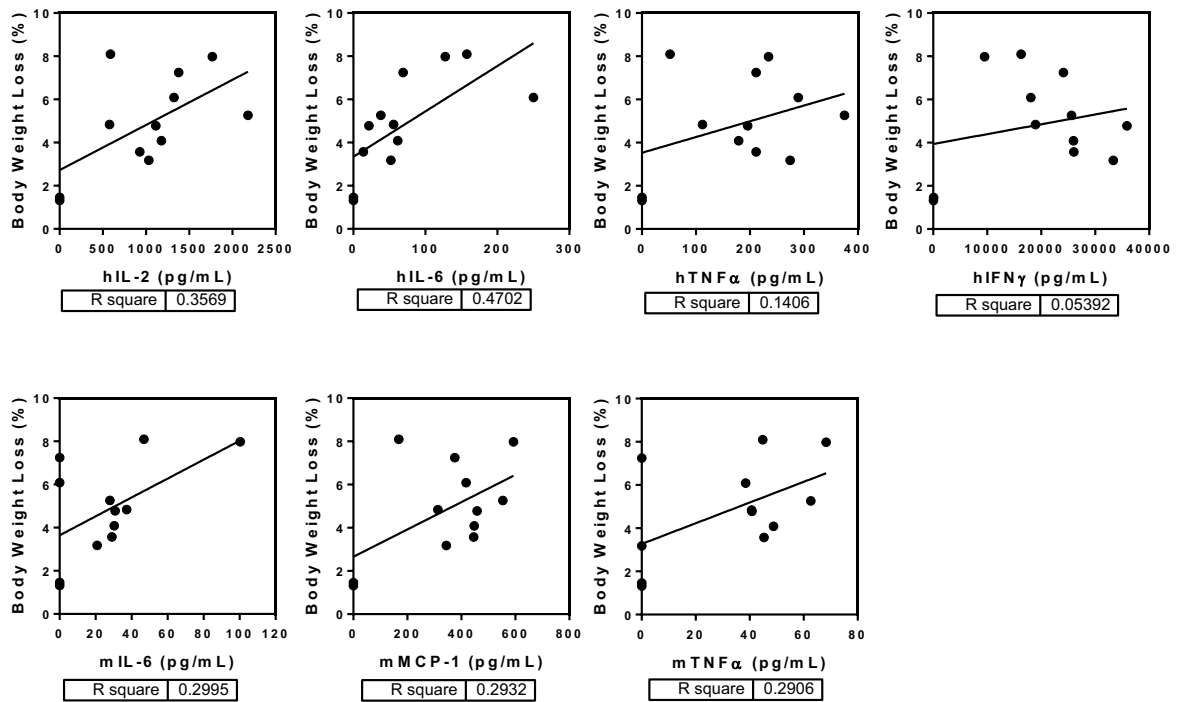 Body Weight Loss (%)
10
8
6
4
2
0
0 500 1000 1500 2000 2500
hIL-2 (pg/mL)
R square 0.3569
Body Weight Loss (%)
10
8
6
4
2
0
0 100 200 300
hIL-6 (pg/mL)
R square 0.4702
Body Weight Loss (%)
10
8
6
4
2
0
0 100 200 300 400
hTNFα (pg/mL)
R square 0.1406
Body Weight Loss (%)
10
8
6
4
2
0
0 10000 20000 30000 40000
hIFNγ (pg/mL)
R square 0.05392
Body Weight Loss (%)
10
8
6
4
2
0
0 20 40 60 80 100 120
mIL-6 (pg/mL)
R square 0.2995
Body Weight Loss (%)
10
8
6
4
2
0
0 200 400 600 800
mMCP-1 (pg/mL)
R square 0.2932
Body Weight Loss (%)
10
8
6
4
2
0
0 20 40 60 80
mTNFα (pg/mL)
R square 0.2906